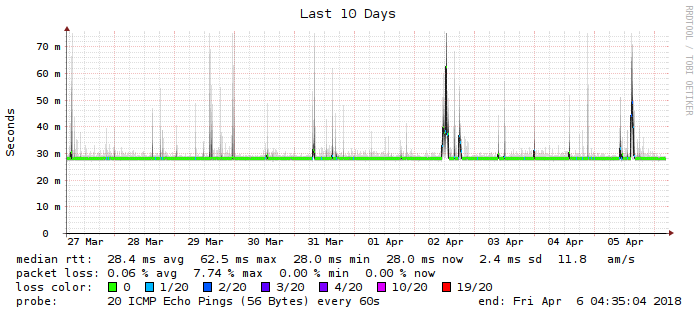 Last 10 Days
RRDTOOL / TOBI OETIKER
Seconds
70 m
60 m
50 m
40 m
30 m
20 m
10 m
0
27 Mar 28 Mar 29 Mar 30 Mar 31 Mar 01 Apr 02 Apr 03 Apr 04 Apr 05 Apr
median rtt: 28.4 ms avg 62.5 ms max 28.0 ms min 28.0 ms now 2.4 ms sd 11.8 am/s
packet loss: 0.06 % avg 7.74 % max 0.00 % min 0.00 % now
loss color: 0 1/20 2/20 3/20 4/20 10/20 19/20
probe: 20 ICMP Echo Pings (56 Bytes) every 60s end: Fri Apr 6 04:35:04 2018